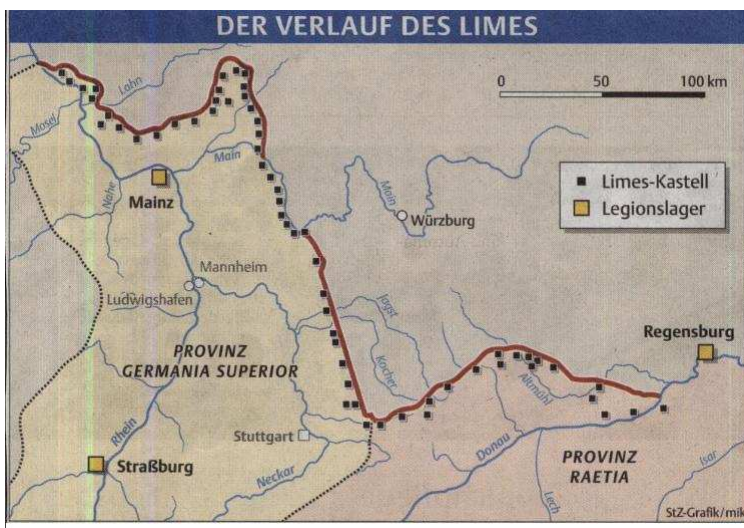 DER VERLAUF DES LIMES
0 50 100 km
Lahn
Mosel
Main
Nahe
Mainz
Main
Würzburg
Limes-Kastell
Legionslager
Mannheim
Ludwigshafen
Jagst
Kocher
Altmühl
Regensburg
PROVINZ
GERMANIA SUPERIOR
Rhein
Stuttgart
Straßburg
Neckar
Donau
PROVINZ
RAETIA
Lech
Isar
StZ-Grafik/mik